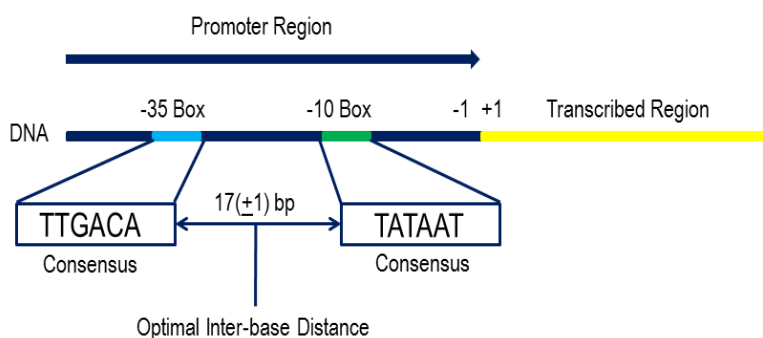 Promoter Region
-35 Box
-10 Box
-1 +1
Transcribed Region
DNA
TTGACA
17(±1) bp
TATAAT
Consensus
Consensus
Optimal Inter-base Distance